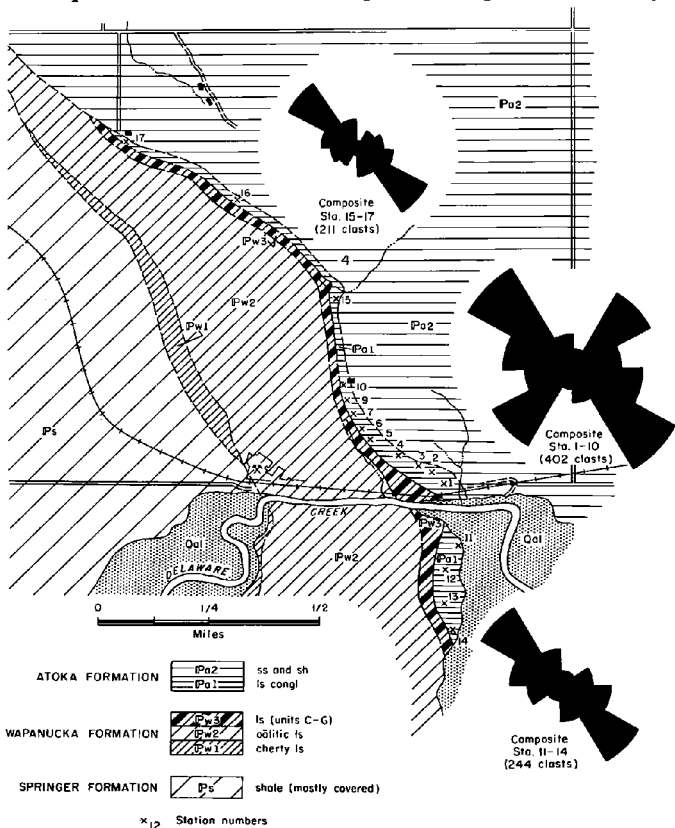 ℙa2
17
Composite
Sta. 15-17
(211 clasts)
16
ℙw3
4
ℙw2
15
ℙa2
ℙw1
ℙa1
10
9
7
6
5
4
3
2
1
ℙs
Composite
Sta. 1-10
(402 clasts)
CREEK
Qal
DELAWARE
ℙw2
ℙw3
11
Qal
ℙa1
12
13
14
0 1/4 1/2
Miles
Composite
Sta. 11-14
(244 clasts)
ATOKA FORMATION
ℙa2 ss and sh
ℙa1 ls congl
WAPANUCKA FORMATION
ℙw3 ls (units C-G)
ℙw2 oölitic ls
ℙw1 cherty ls
SPRINGER FORMATION ℙs shale (mostly covered)
×12 Station numbers